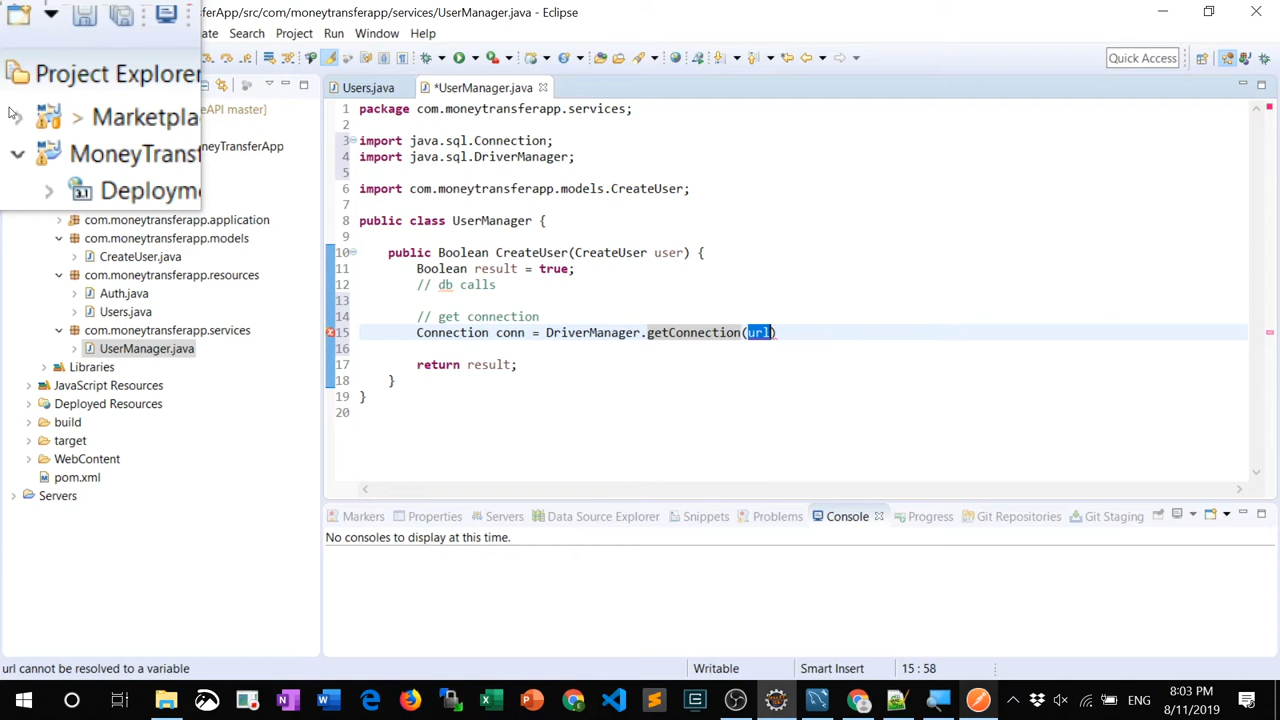 ferApp/src/com/moneytransferapp/services/UserManager.java - Eclipse
ate Search Project Run Window Help
Quick Access
Project Explorer
> Marketpla
MoneyTransf
3.1 Deploym
eAPI master]
neyTransferApp
com.moneytransferapp.application
com.moneytransferapp.models
CreateUser.java
com.moneytransferapp.resources
Auth.java
Users.java
com.moneytransferapp.services
UserManager.java
Libraries
JavaScript Resources
Deployed Resources
build
target
WebContent
pom.xml
Servers
Users.java *UserManager.java
1 package com.moneytransferapp.services;
2
3 import java.sql.Connection;
4 import java.sql.DriverManager;
5
6 import com.moneytransferapp.models.CreateUser;
7
8 public class UserManager {
9
10 public Boolean CreateUser(CreateUser user) {
11 Boolean result = true;
12 // db calls
13
14 // get connection
15 Connection conn = DriverManager.getConnection(url)
16
17 return result;
18 }
19 }
20
Markers Properties Servers Data Source Explorer Snippets Problems Console Progress Git Repositories Git Staging
No consoles to display at this time.
url cannot be resolved to a variable
Writable Smart Insert 15 : 58
ENG
8:03 PM
8/11/2019